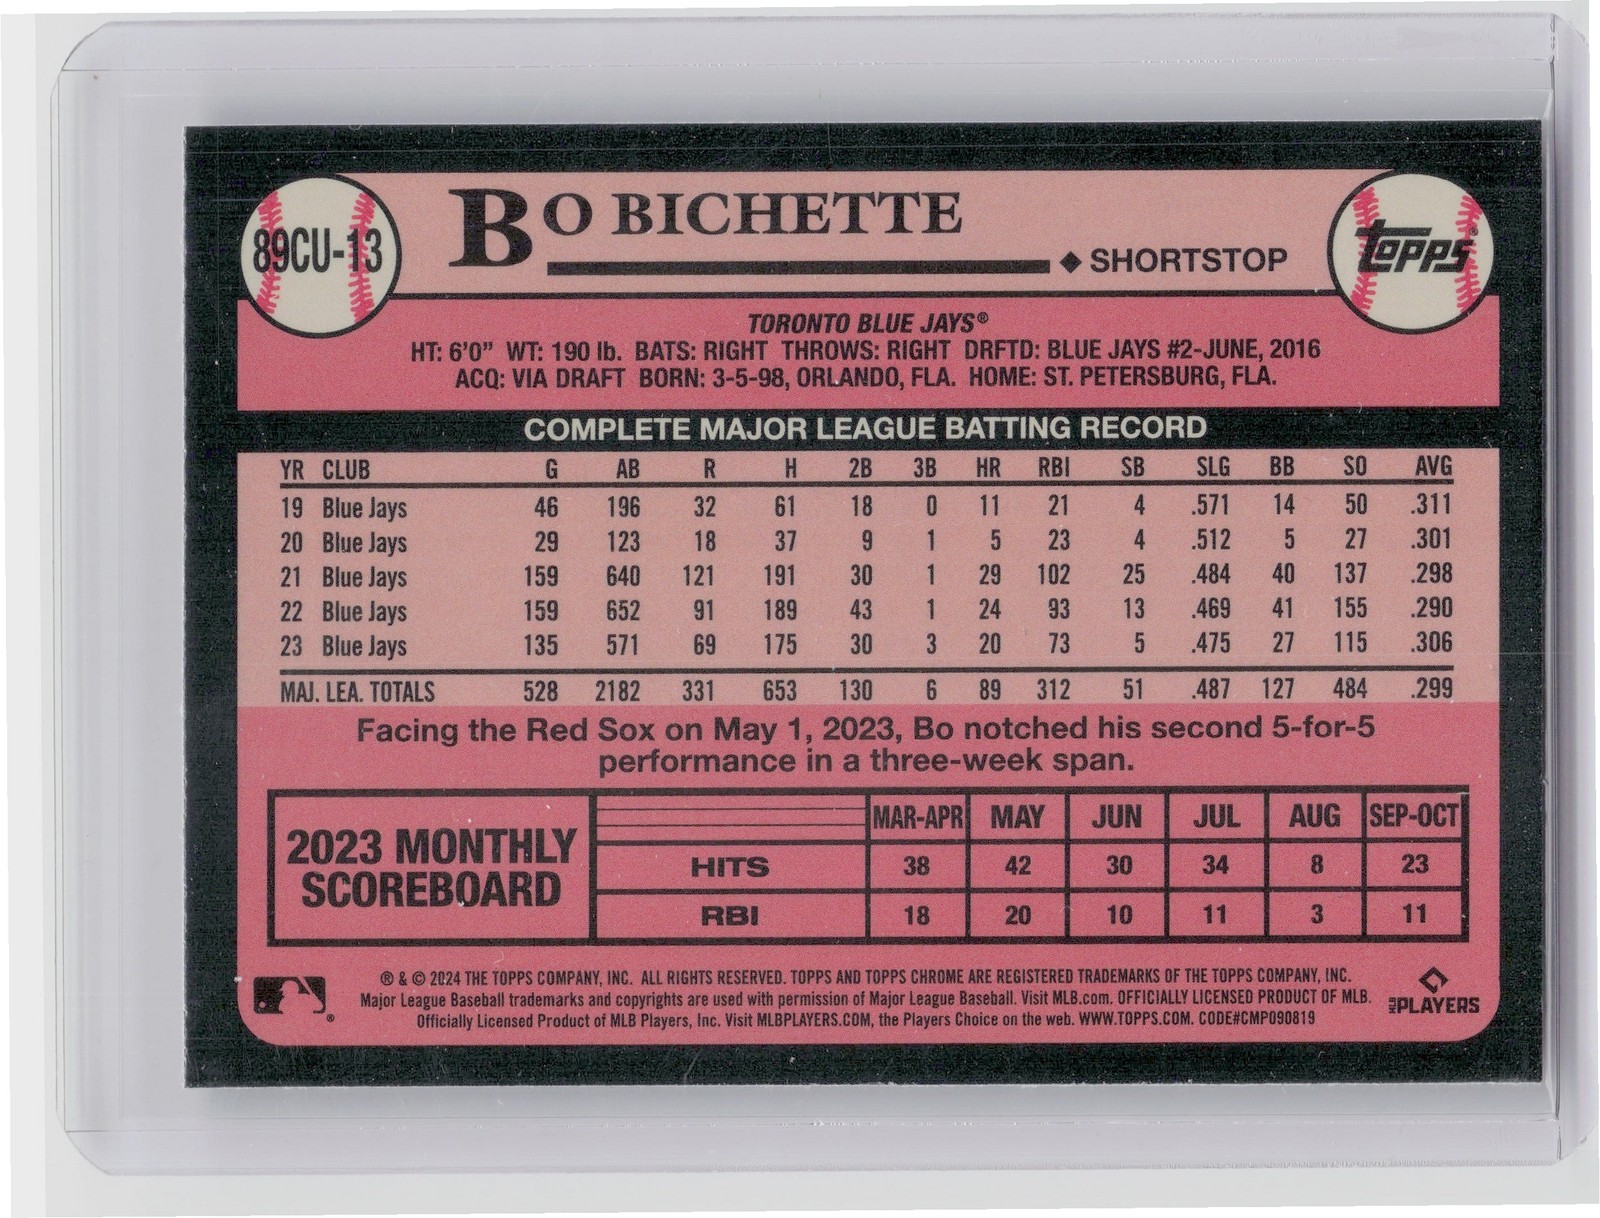 89CU-13
BO BICHETTE
topps®
◆ SHORTSTOP
TORONTO BLUE JAYS®
HT: 6'0" WT: 190 lb. BATS: RIGHT THROWS: RIGHT DRFTD: BLUE JAYS #2-JUNE, 2016
ACQ: VIA DRAFT BORN: 3-5-98, ORLANDO, FLA. HOME: ST. PETERSBURG, FLA.
COMPLETE MAJOR LEAGUE BATTING RECORD
YR CLUB G AB R H 2B 3B HR RBI SB SLG BB SO AVG
19 Blue Jays 46 196 32 61 18 0 11 21 4 .571 14 50 .311
20 Blue Jays 29 123 18 37 9 1 5 23 4 .512 5 27 .301
21 Blue Jays 159 640 121 191 30 1 29 102 25 .484 40 137 .298
22 Blue Jays 159 652 91 189 43 1 24 93 13 .469 41 155 .290
23 Blue Jays 135 571 69 175 30 3 20 73 5 .475 27 115 .306
MAJ. LEA. TOTALS 528 2182 331 653 130 6 89 312 51 .487 127 484 .299
Facing the Red Sox on May 1, 2023, Bo notched his second 5-for-5
performance in a three-week span.
2023 MONTHLY
SCOREBOARD
MAR-APR MAY JUN JUL AUG SEP-OCT
HITS 38 42 30 34 8 23
RBI 18 20 10 11 3 11
® & © 2024 THE TOPPS COMPANY, INC. ALL RIGHTS RESERVED. TOPPS AND TOPPS CHROME ARE REGISTERED TRADEMARKS OF THE TOPPS COMPANY, INC.
Major League Baseball trademarks and copyrights are used with permission of Major League Baseball. Visit MLB.com. OFFICIALLY LICENSED PRODUCT OF MLB.
Officially Licensed Product of MLB Players, Inc. Visit MLBPLAYERS.COM, the Players Choice on the web. WWW.TOPPS.COM. CODE#CMP090819
®
MLB PLAYERS